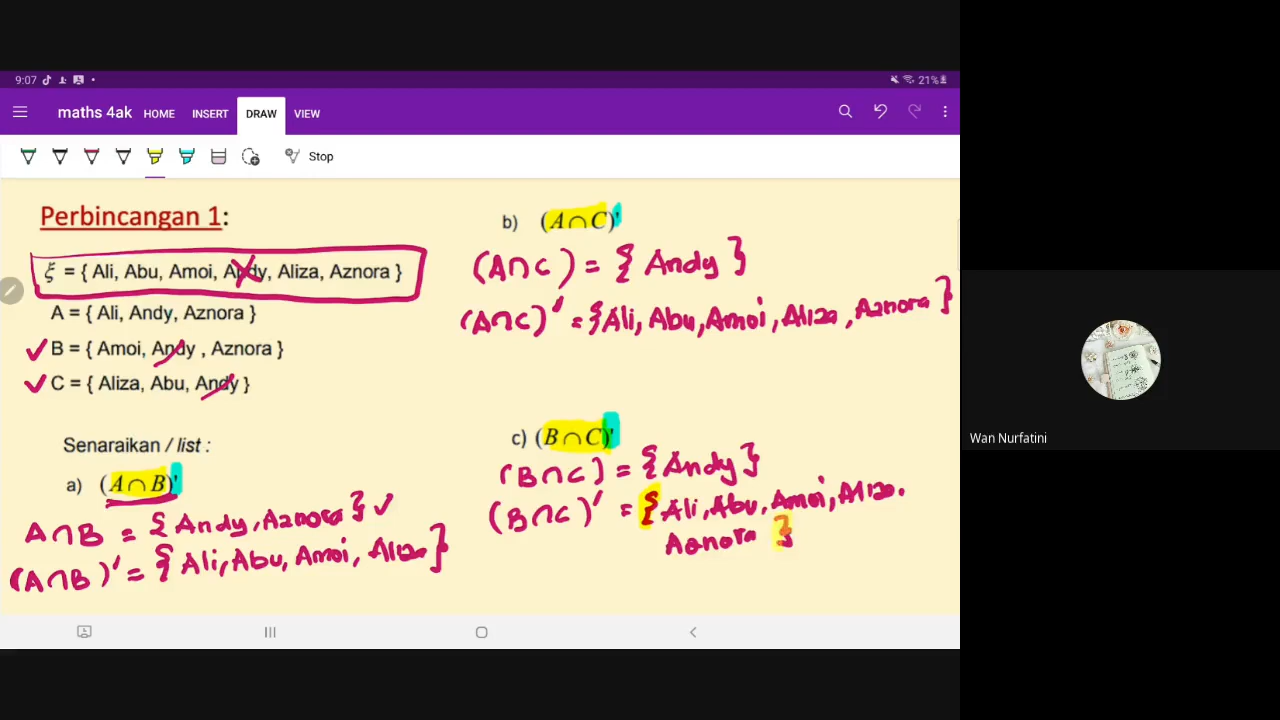 9:07
21%
maths 4ak HOME INSERT DRAW VIEW
Stop
Perbincangan 1:
ξ = { Ali, Abu, Amoi, Andy, Aliza, Aznora }
A = { Ali, Andy, Aznora }
B = { Amoi, Andy , Aznora }
C = { Aliza, Abu, Andy }
Senaraikan / list :
a) (A ∩ B)'
A∩B = { Andy, Aznora }
(A∩B)' = { Ali, Abu, Amoi, Aliza }
b) (A ∩ C)'
(A∩C) = { Andy }
(A∩C)' = { Ali, Abu, Amoi, Aliza, Aznora }
c) (B ∩ C)'
(B∩C) = { Andy }
(B∩C)' = { Ali, Abu, Amoi, Aliza.
Aznora }
Wan Nurfatini